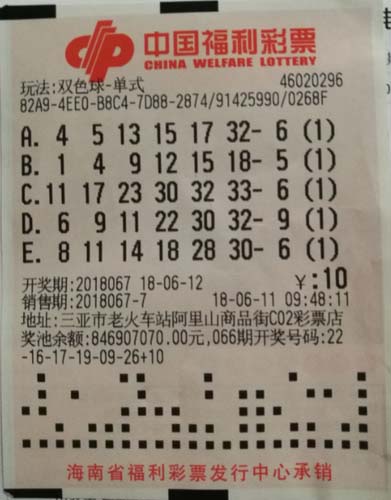 中国福利彩票
CHINA WELFARE LOTTERY
玩法:双色球-单式 46020296
82A9-4EE0-B8C4-7D88-2874/91425990/0268F
A. 4 5 13 15 17 32- 6 (1)
B. 1 4 9 12 15 18- 5 (1)
C. 11 17 23 30 32 33- 6 (1)
D. 6 9 11 22 30 32- 9 (1)
E. 8 11 14 18 28 30- 6 (1)
开奖期:2018067 18-06-12 ¥:10
销售期:2018067-7 18-06-11 09:48:11
地址:三亚市老火车站阿里山商品街C02彩票店
奖池余额:846907070.00元,066期开奖号码:22
-16-17-19-09-26+10
海南省福利彩票发行中心承销